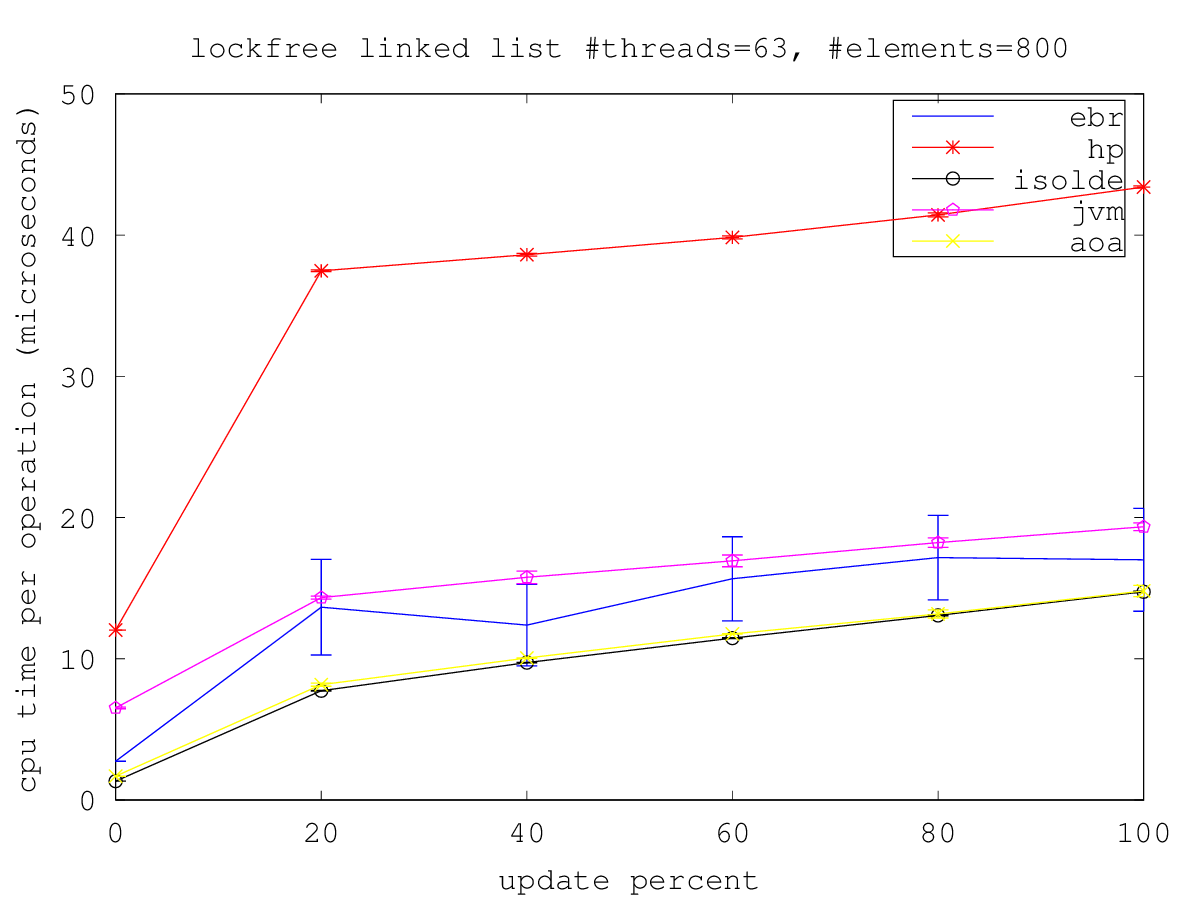 lockfree linked list #threads=63, #elements=800
cpu time per operation (microseconds)
50
40
30
20
10
0
ebr
hp
isolde
jvm
aoa
0 20 40 60 80 100
update percent